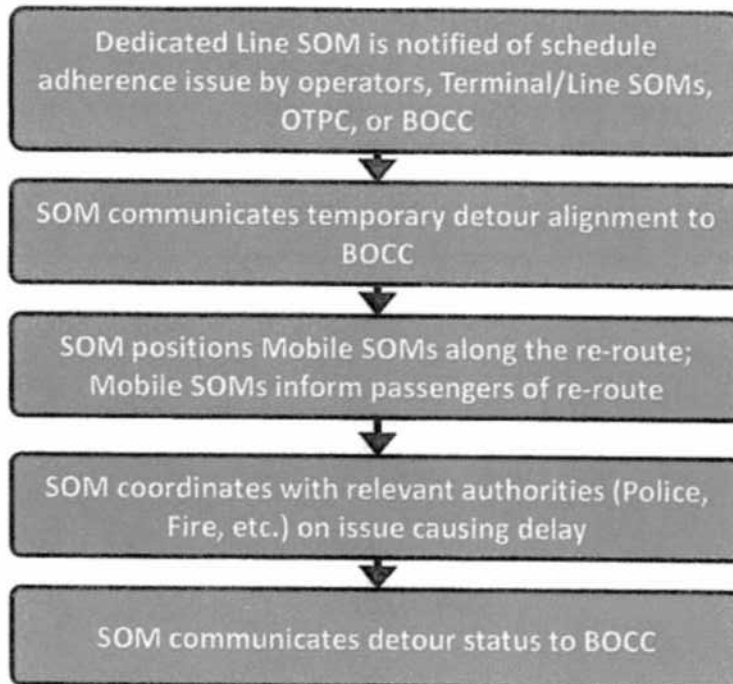 Dedicated Line SOM is notified of schedule
adherence issue by operators, Terminal/Line SOMs,
OTPC, or BOCC
SOM communicates temporary detour alignment to
BOCC
SOM positions Mobile SOMs along the re-route;
Mobile SOMs inform passengers of re-route
SOM coordinates with relevant authorities (Police,
Fire, etc.) on issue causing delay
SOM communicates detour status to BOCC